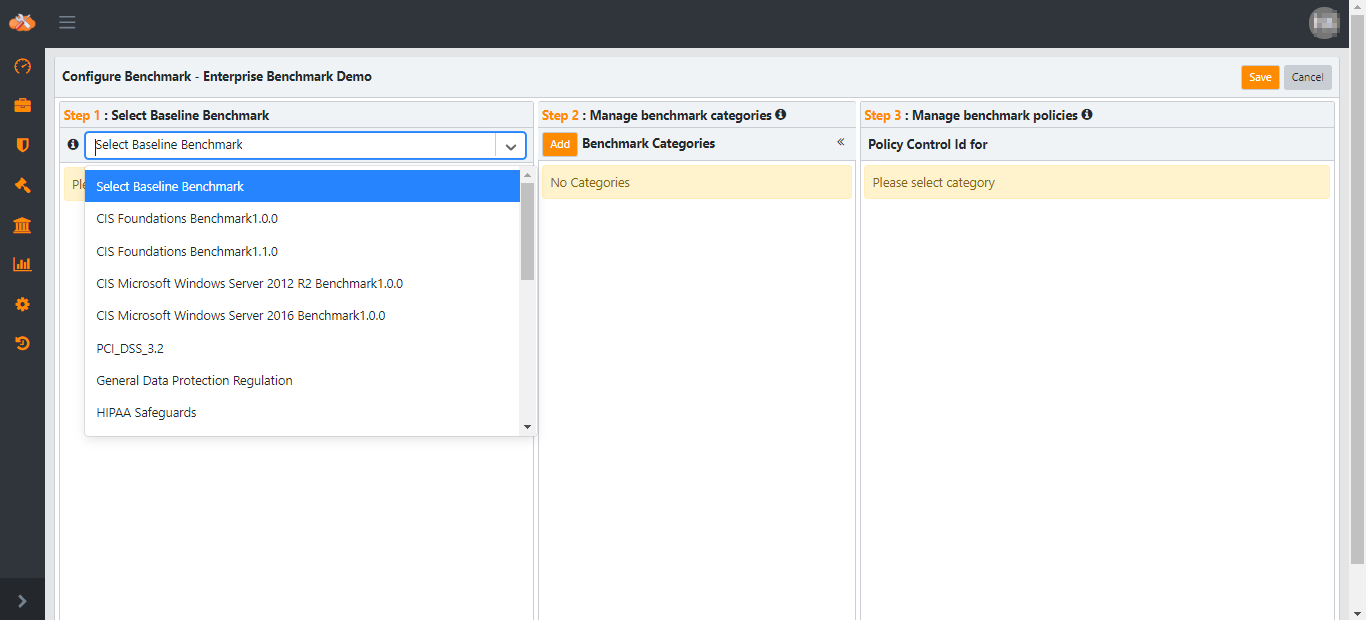 Configure Benchmark - Enterprise Benchmark Demo
Save
Cancel
Step 1 : Select Baseline Benchmark
Select Baseline Benchmark
Select Baseline Benchmark
CIS Foundations Benchmark1.0.0
CIS Foundations Benchmark1.1.0
CIS Microsoft Windows Server 2012 R2 Benchmark1.0.0
CIS Microsoft Windows Server 2016 Benchmark1.0.0
PCI_DSS_3.2
General Data Protection Regulation
HIPAA Safeguards
Step 2 : Manage benchmark categories
Add
Benchmark Categories
«
No Categories
Step 3 : Manage benchmark policies
Policy Control Id for
Please select category